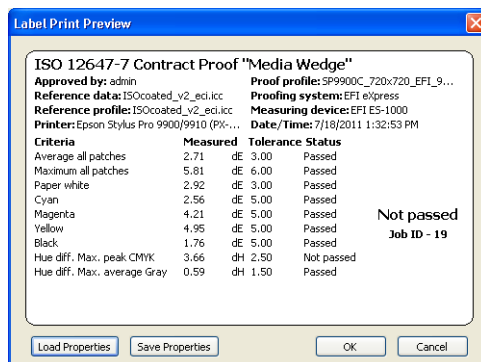 Label Print Preview
ISO 12647-7 Contract Proof "Media Wedge"
Approved by: admin Proof profile: SP9900C_720x720_EFI_9...
Reference data: ISOcoated_v2_eci.icc Proofing system: EFI eXpress
Reference profile: ISOcoated_v2_eci.icc Measuring device: EFI ES-1000
Printer: Epson Stylus Pro 9900/9910 (PX-... Date/Time: 7/18/2011 1:32:53 PM
Criteria Measured Tolerance Status
Average all patches 2.71 dE 3.00 Passed
Maximum all patches 5.81 dE 6.00 Passed
Paper white 2.92 dE 3.00 Passed
Cyan 2.56 dE 5.00 Passed
Magenta 4.21 dE 5.00 Passed
Yellow 4.95 dE 5.00 Passed
Black 1.76 dE 5.00 Passed
Hue diff. Max. peak CMYK 3.66 dH 2.50 Not passed
Hue diff. Max. average Gray 0.59 dH 1.50 Passed
Not passed
Job ID - 19
Load Properties Save Properties OK Cancel